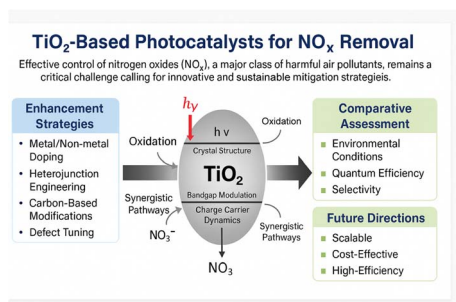 TiO₂-Based Photocatalysts for NOₓ Removal
Effective control of nitrogen oxides (NOₓ), a major class of harmful air pollutants, remains a
critical challenge calling for innovative and sustainable mitigation strategieis.
Enhancement
Strategies
• Metal/Non-metal
Doping
• Heterojunction
Engineering
• Carbon-Based
Modifications
• Defect Tuning
hγ
Oxidation
Synergistic
Pathways
NO₃⁻
hν
Crystal Structure
TiO₂
Bandgap Modulation
Charge Carrier
Dynamics
NO₃
Oxidation
Synergistic
Pathways
Comparative
Assessment
Environmental
Conditions
Quantum Efficiency
Selectivity
Future Directions
Scalable
Cost-Effective
High-Efficiency